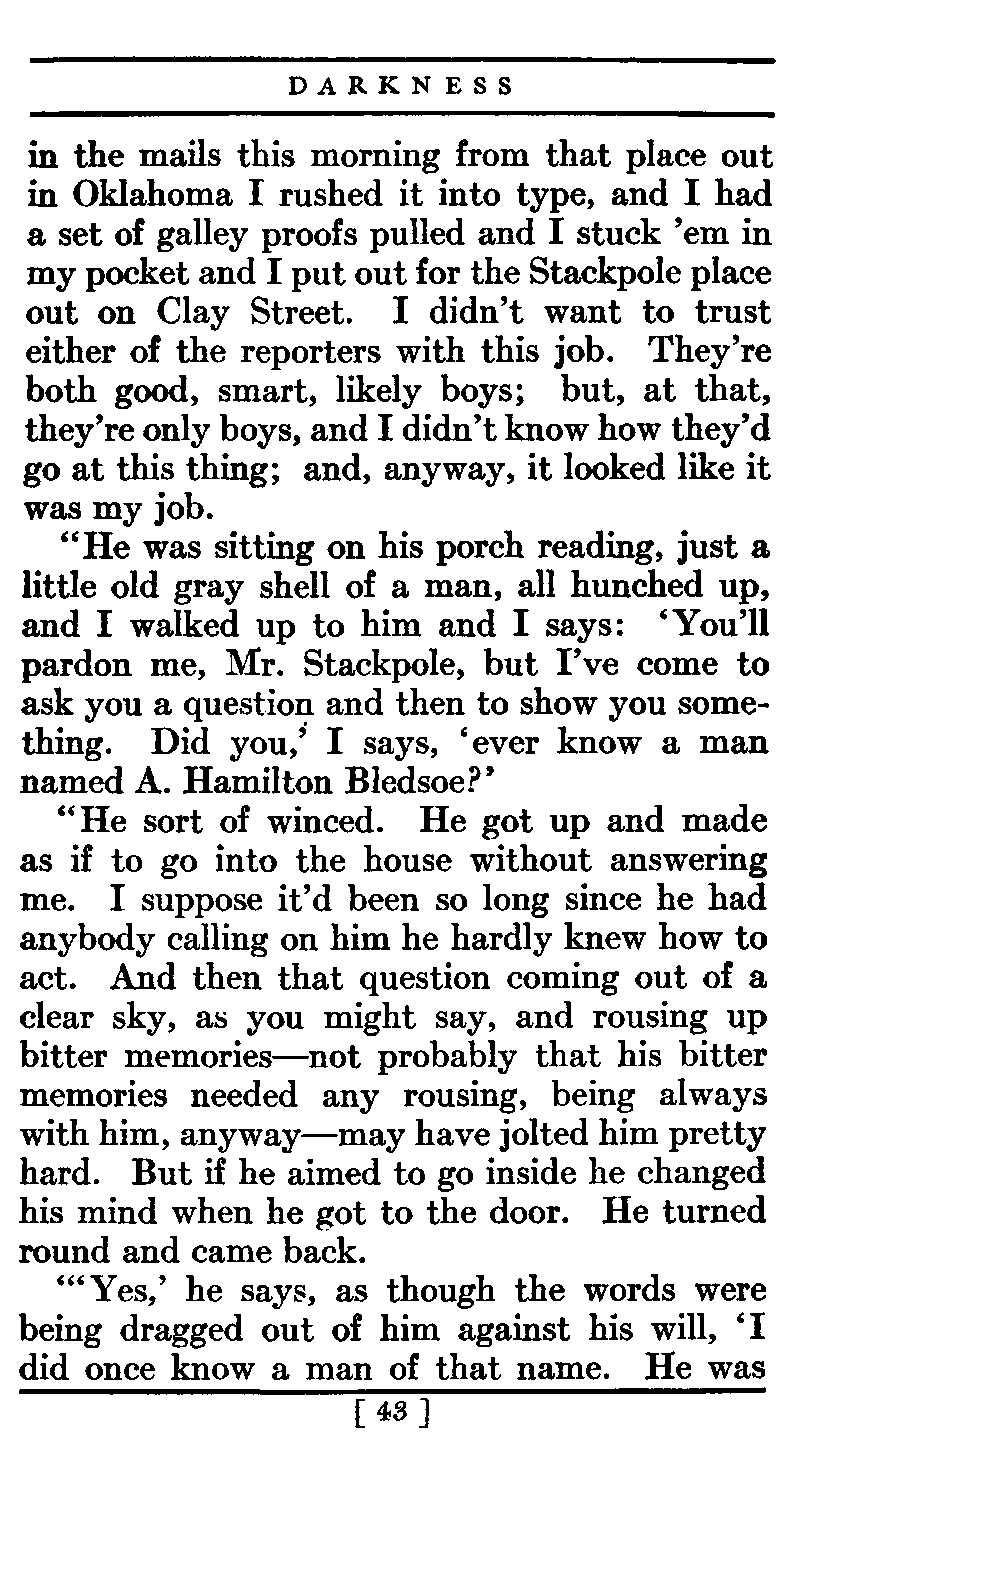 DARKNESS
in the mails this morning from that place out
in Oklahoma I rushed it into type, and I had
a set of galley proofs pulled and I stuck ’em in
my pocket and I put out for the Stackpole place
out on Clay Street. I didn’t want to trust
either of the reporters with this job. They’re
both good, smart, likely boys; but, at that,
they’re only boys, and I didn’t know how they’d
go at this thing; and, anyway, it looked like it
was my job.
“He was sitting on his porch reading, just a
little old gray shell of a man, all hunched up,
and I walked up to him and I says: ‘You’ll
pardon me, Mr. Stackpole, but I’ve come to
ask you a question and then to show you some-
thing. Did you,’ I says, ‘ever know a man
named A. Hamilton Bledsoe?’
“He sort of winced. He got up and made
as if to go into the house without answering
me. I suppose it’d been so long since he had
anybody calling on him he hardly knew how to
act. And then that question coming out of a
clear sky, as you might say, and rousing up
bitter memories—not probably that his bitter
memories needed any rousing, being always
with him, anyway—may have jolted him pretty
hard. But if he aimed to go inside he changed
his mind when he got to the door. He turned
round and came back.
“‘Yes,’ he says, as though the words were
being dragged out of him against his will, ‘I
did once know a man of that name. He was
[ 43 ]